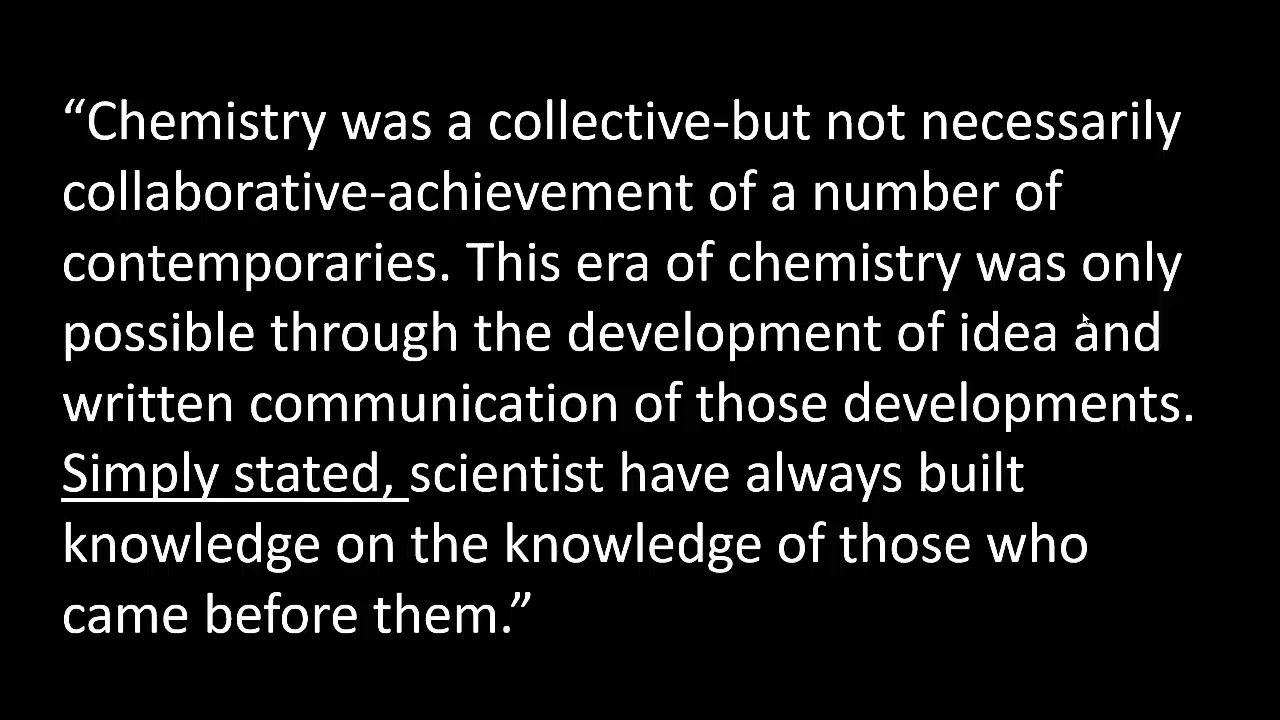 “Chemistry was a collective-but not necessarily
collaborative-achievement of a number of
contemporaries. This era of chemistry was only
possible through the development of idea and
written communication of those developments.
Simply stated, scientist have always built
knowledge on the knowledge of those who
came before them.”